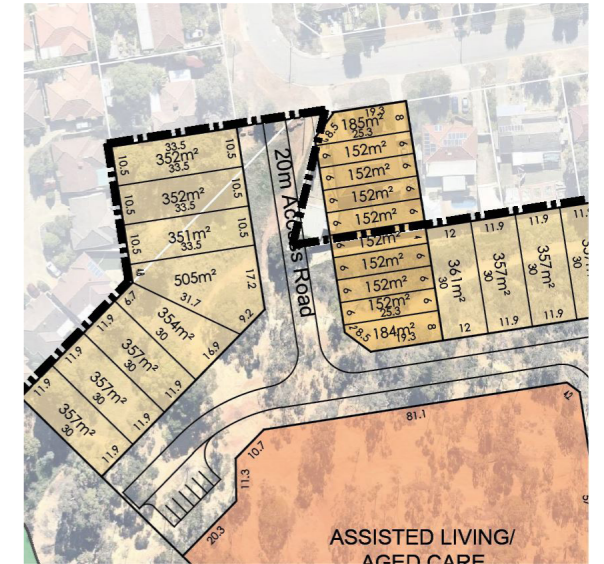 33.5
352m²
33.5
10.5
10.5
352m²
33.5
10.5
10.5
351m²
33.5
10.5
10.5
505m²
17.2
31.7
6.7
354m²
30
9.2
16.9
11.9
357m²
30
11.9
11.9
357m²
30
11.9
11.9
357m²
30
11.9
20m Access Road
19.3
8
185m²
8.5
25.3
6
152m²
6
6
152m²
6
6
152m²
6
6
152m²
6
152m²
6
152m²
6
6
152m²
6
6
152m²
6
25.3
28.5
184m²
8
19.3
12
361m²
30
12
11.9
357m²
30
11.9
11.9
357m²
30
11.9
11.9
81.1
10.7
11.3
20.3
ASSISTED LIVING/
AGED CARE